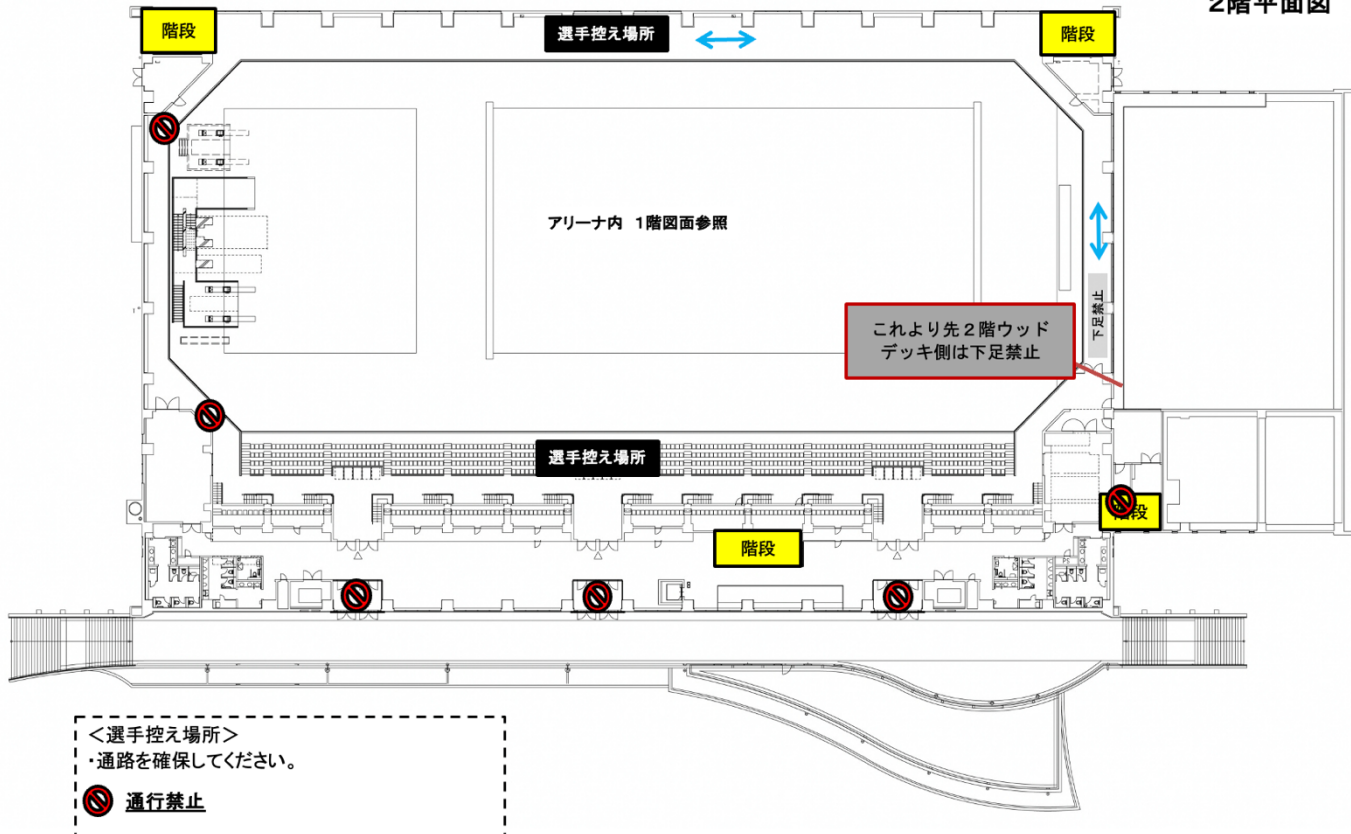 2階平面図
階段
選手控え場所
階段
アリーナ内 1階図面参照
下足禁止
これより先2階ウッド
デッキ側は下足禁止
選手控え場所
階段
階段
＜選手控え場所＞
・通路を確保してください。
通行禁止